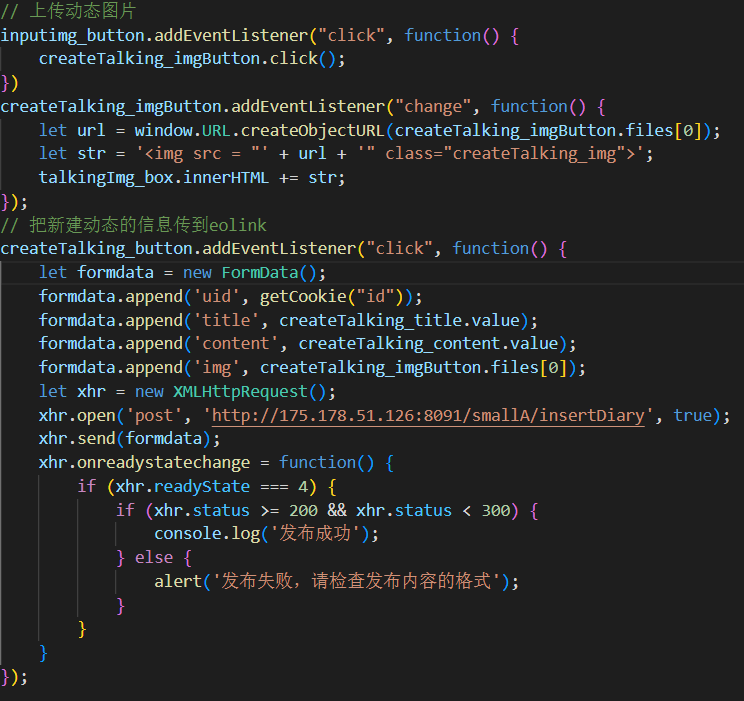 // 上传动态图片
inputimg_button.addEventListener("click", function() {
    createTalking_imgButton.click();
})
createTalking_imgButton.addEventListener("change", function() {
    let url = window.URL.createObjectURL(createTalking_imgButton.files[0]);
    let str = '<img src = "' + url + '" class="createTalking_img">';
    talkingImg_box.innerHTML += str;
});
// 把新建动态的信息传到eolink
createTalking_button.addEventListener("click", function() {
    let formdata = new FormData();
    formdata.append('uid', getCookie("id"));
    formdata.append('title', createTalking_title.value);
    formdata.append('content', createTalking_content.value);
    formdata.append('img', createTalking_imgButton.files[0]);
    let xhr = new XMLHttpRequest();
    xhr.open('post', 'http://175.178.51.126:8091/smallA/insertDiary', true);
    xhr.send(formdata);
    xhr.onreadystatechange = function() {
        if (xhr.readyState === 4) {
            if (xhr.status >= 200 && xhr.status < 300) {
                console.log('发布成功');
            } else {
                alert('发布失败，请检查发布内容的格式');
            }
        }
    }
});